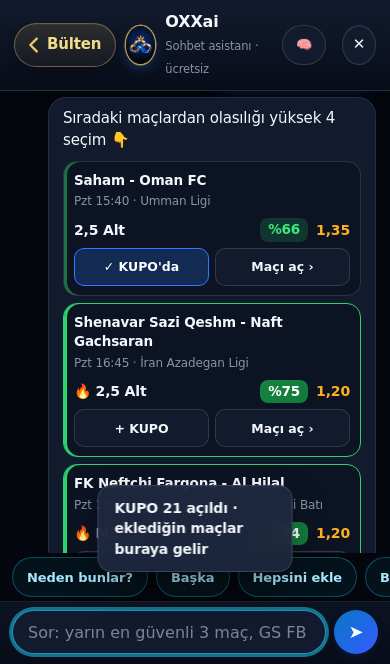 Bülten
OXXai
Sohbet asistanı ·
ücretsiz
Sıradaki maçlardan olasılığı yüksek 4
seçim 👇
Saham - Oman FC
Pzt 15:40 · Umman Ligi
2,5 Alt %66 1,35
✓ KUPO'da Maçı aç ›
Shenavar Sazi Qeshm - Naft
Gachsaran
Pzt 16:45 · İran Azadegan Ligi
🔥 2,5 Alt %75 1,20
+ KUPO Maçı aç ›
FK Neftchi Fargona - Al Hilal
Pzt Batı
🔥 4 1,20
KUPO 21 açıldı ·
eklediğin maçlar
buraya gelir
Neden bunlar? Başka Hepsini ekle B
Sor: yarın en güvenli 3 maç, GS FB